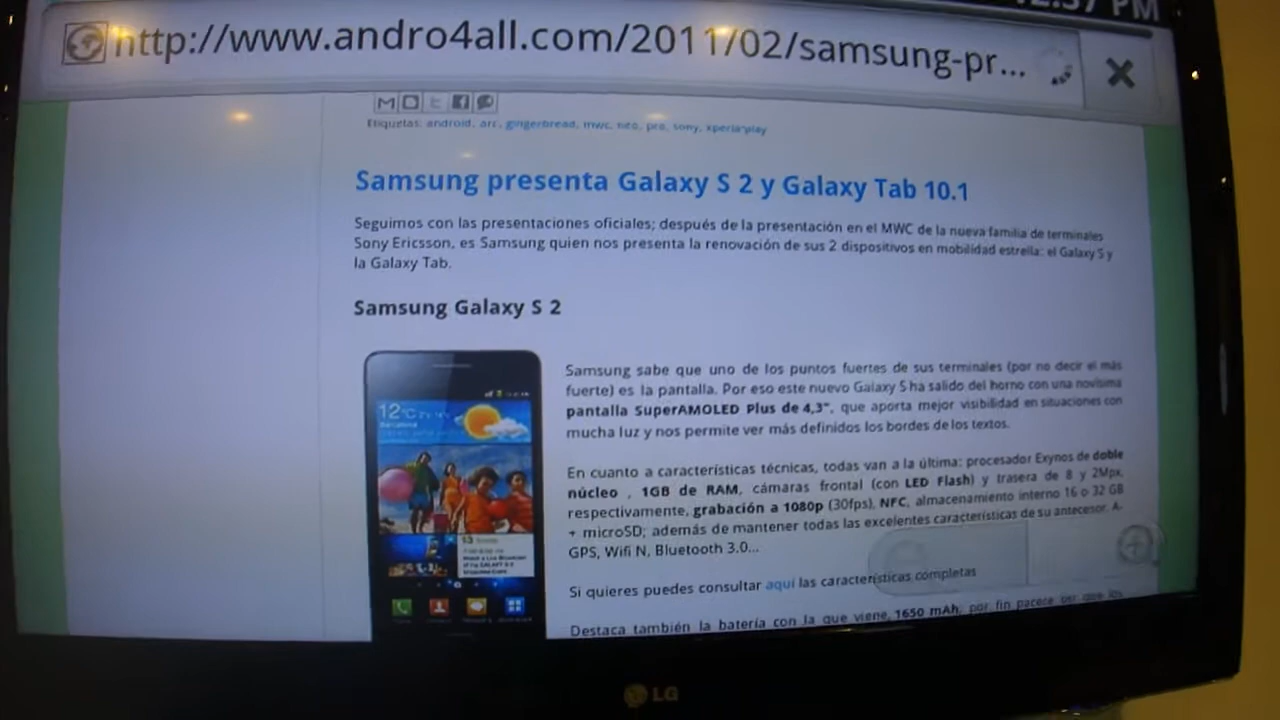 12:37 PM
http://www.andro4all.com/2011/02/samsung-pr...
Etiquetas: android, arc, gingerbread, mwc, neo, pro, sony, xperia play
Samsung presenta Galaxy S 2 y Galaxy Tab 10.1
Seguimos con las presentaciones oficiales; después de la presentación en el MWC de la nueva familia de terminales
Sony Ericsson, es Samsung quien nos presenta la renovación de sus 2 dispositivos en mobilidad estrella: el Galaxy S y
la Galaxy Tab.
Samsung Galaxy S 2
12°C
Barcelona
Samsung sabe que uno de los puntos fuertes de sus terminales (por no decir el más
fuerte) es la pantalla. Por eso este nuevo Galaxy S ha salido del horno con una novísima
pantalla SuperAMOLED Plus de 4,3", que aporta mejor visibilidad en situaciones con
mucha luz y nos permite ver más definidos los bordes de los textos.
En cuanto a características técnicas, todas van a la última: procesador Exynos de doble
núcleo , 1GB de RAM, cámaras frontal (con LED Flash) y trasera de 8 y 2Mpx,
respectivamente, grabación a 1080p (30fps), NFC, almacenamiento interno 16 o 32 GB
+ microSD; además de mantener todas las excelentes características de su antecesor. A-
GPS, Wifi N, Bluetooth 3.0...
Si quieres puedes consultar aquí las características completas
Destaca también la batería con la que viene, 1650 mAh, por fin parece ser que los
LG